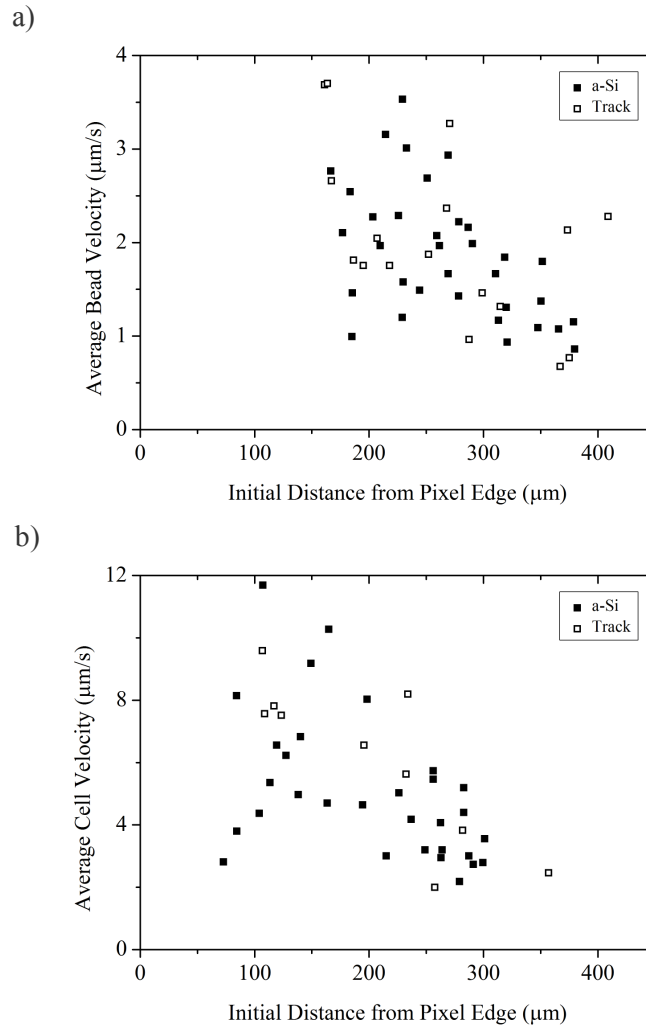 a)
4
3
2
1
0
Average Bead Velocity (μm/s)
a-Si
Track
0 100 200 300 400
Initial Distance from Pixel Edge (μm)
b)
12
8
4
0
Average Cell Velocity (μm/s)
a-Si
Track
0 100 200 300 400
Initial Distance from Pixel Edge (μm)